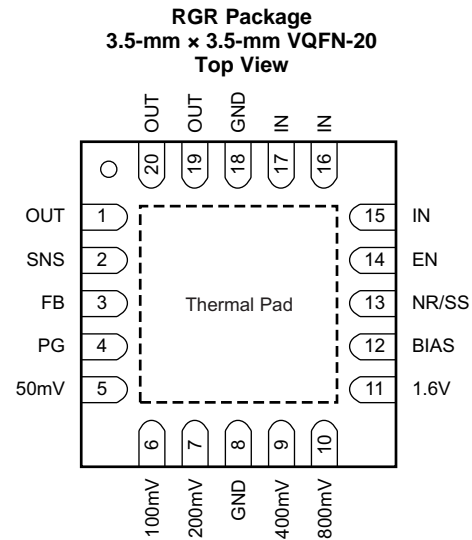 RGR Package
3.5-mm × 3.5-mm VQFN-20
Top View
OUT
OUT
GND
IN
IN
20
19
18
17
16
OUT 1
15 IN
SNS 2
14 EN
FB 3
Thermal Pad
13 NR/SS
PG 4
12 BIAS
50mV 5
11 1.6V
6
7
8
9
10
100mV
200mV
GND
400mV
800mV